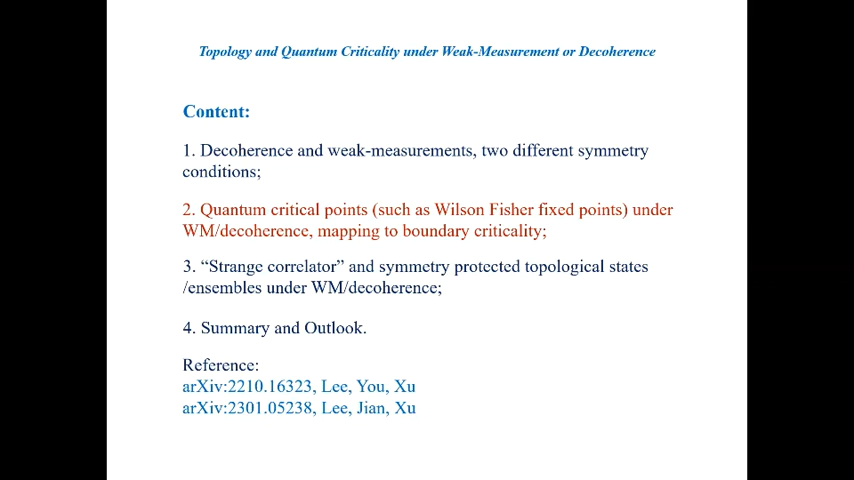 Topology and Quantum Criticality under Weak-Measurement or Decoherence
Content:
1. Decoherence and weak-measurements, two different symmetry
conditions;
2. Quantum critical points (such as Wilson Fisher fixed points) under
WM/decoherence, mapping to boundary criticality;
3. “Strange correlator” and symmetry protected topological states
/ensembles under WM/decoherence;
4. Summary and Outlook.
Reference:
arXiv:2210.16323, Lee, You, Xu
arXiv:2301.05238, Lee, Jian, Xu